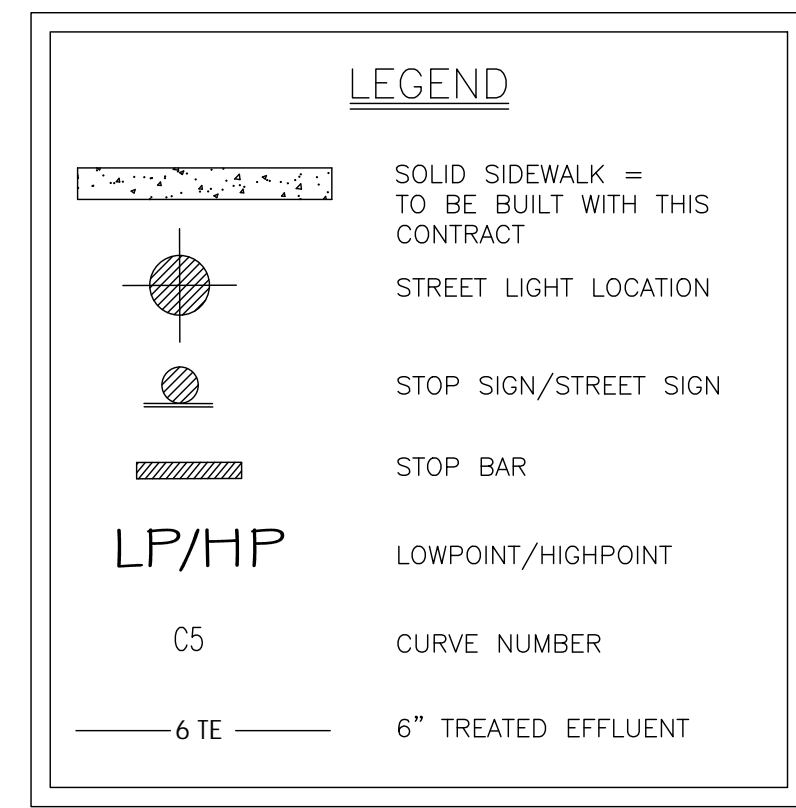 LEGEND
SOLID SIDEWALK =
TO BE BUILT WITH THIS
CONTRACT
STREET LIGHT LOCATION
STOP SIGN/STREET SIGN
STOP BAR
LP/HP LOWPOINT/HIGHPOINT
C5 CURVE NUMBER
6 TE 6" TREATED EFFLUENT